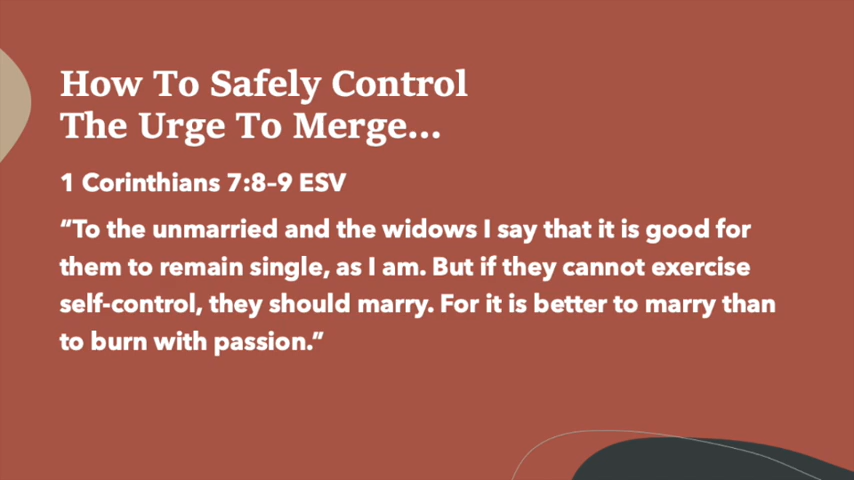 How To Safely Control
The Urge To Merge...
1 Corinthians 7:8–9 ESV
“To the unmarried and the widows I say that it is good for
them to remain single, as I am. But if they cannot exercise
self-control, they should marry. For it is better to marry than
to burn with passion.”